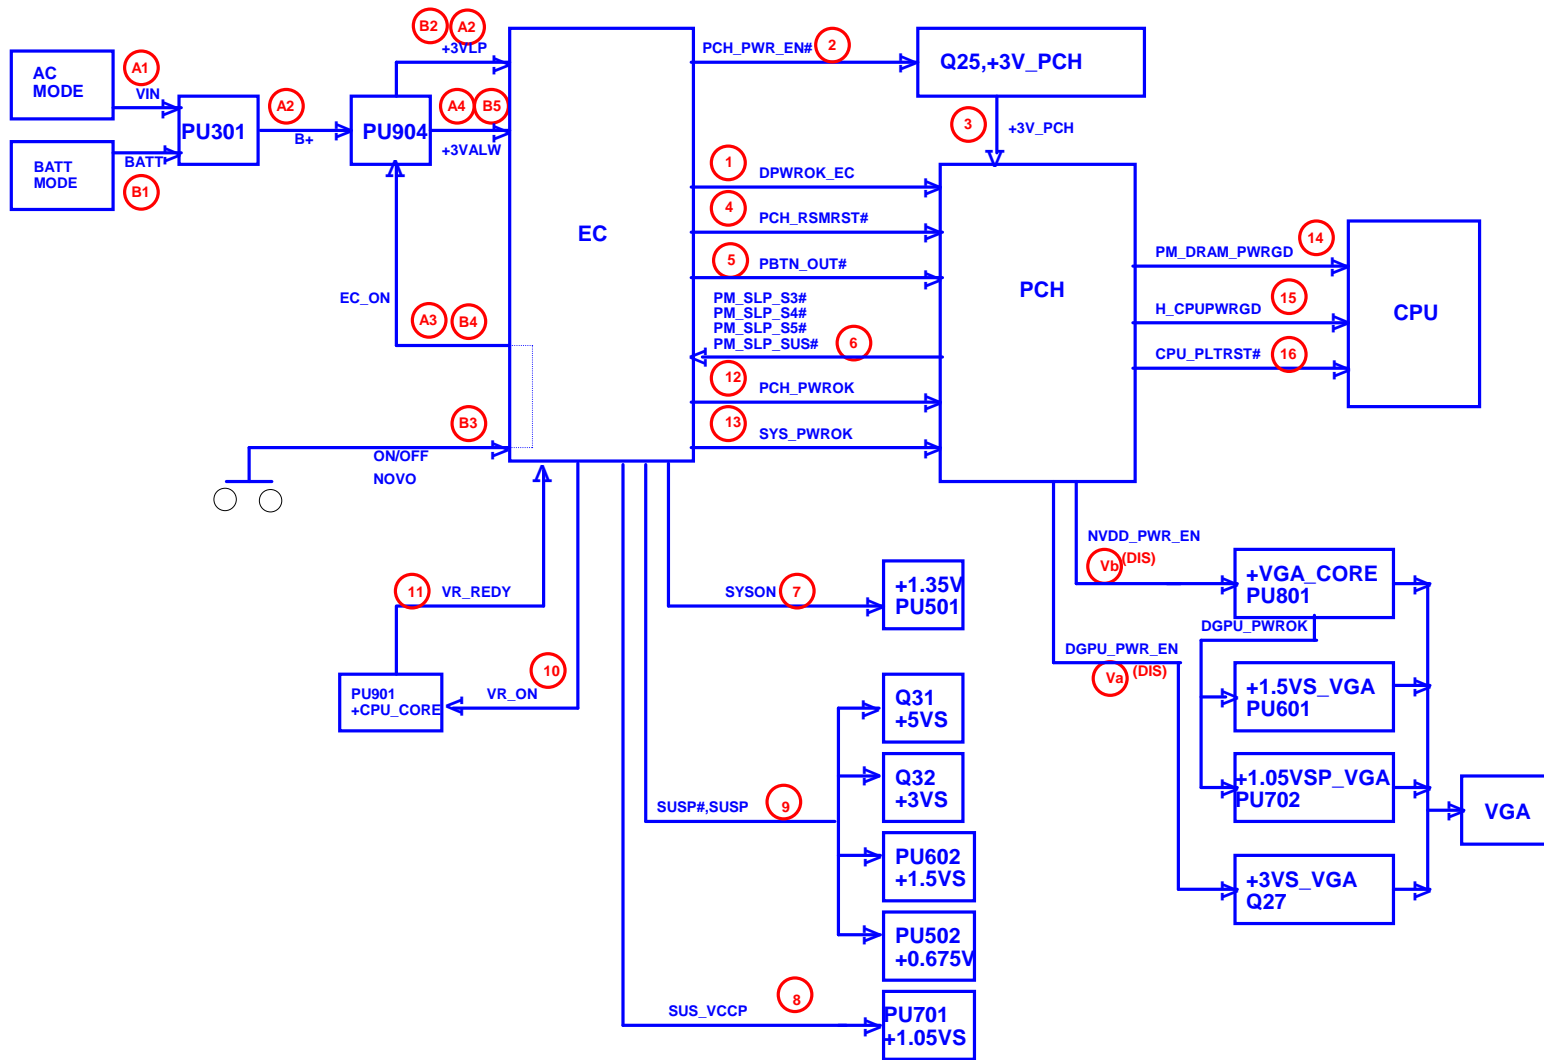 B2 A2
+3VLP
PCH_PWR_EN# 2
Q25,+3V_PCH
AC
MODE
A1
VIN
A2
PU301
B+
PU904
A4 B5
+3VALW
3
+3V_PCH
BATT
MODE
BATT
B1
1
DPWROK_EC
4
PCH_RSMRST#
EC
5
PBTN_OUT#
PCH
14
PM_DRAM_PWRGD
15
H_CPUPWRGD
CPU
16
CPU_PLTRST#
EC_ON
A3 B4
PM_SLP_S3#
PM_SLP_S4#
PM_SLP_S5#
PM_SLP_SUS#
6
12
PCH_PWROK
13
SYS_PWROK
B3
ON/OFF
NOVO
NVDD_PWR_EN
Vb (DIS)
+VGA_CORE
PU801
DGPU_PWROK
11 VR_REDY
SYSON 7
+1.35V
PU501
DGPU_PWR_EN
Va (DIS)
10
VR_ON
PU901
+CPU_CORE
Q31
+5VS
+1.5VS_VGA
PU601
Q32
+3VS
+1.05VSP_VGA
PU702
SUSP#,SUSP 9
VGA
PU602
+1.5VS
+3VS_VGA
Q27
PU502
+0.675V
SUS_VCCP 8
PU701
+1.05VS